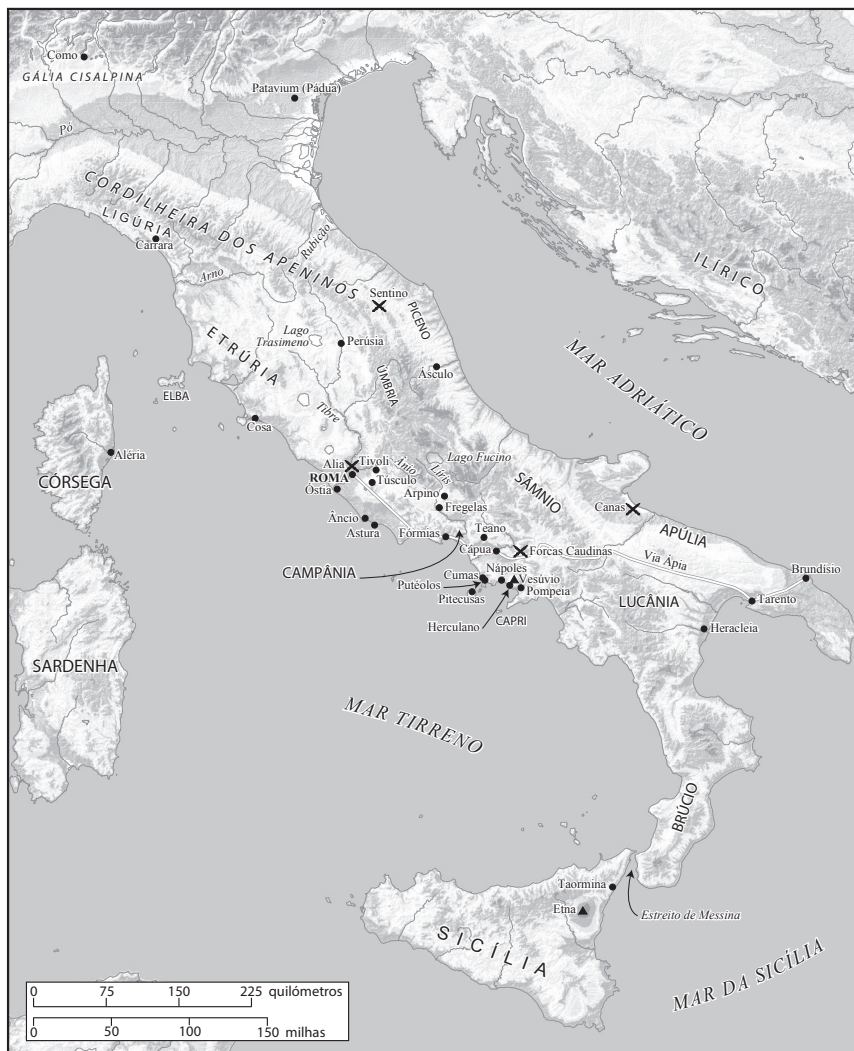 Como
GÁLIA CISALPINA
Patavium (Pádua)
Pó
CORDILHEIRA DOS APENINOS
LIGÚRIA
Carrara
Rubicão
ILÍRICO
Arno
Sentino
PICENO
Lago
Trasimeno
Perúsia
ETRÚRIA
MAR ADRIÁTICO
Ásculo
ÚMBRIA
ELBA
Cosa
Tibre
Aléria
CÓRSEGA
Alia
Tivoli
Ânio
Lago Fucino
ROMA
Túsculo
Líris
Óstia
Arpino
Fregelas
SÂMNIO
Canas
Âncio
Astura
Fórmias
Teano
APÚLIA
Cápua
Forcas Caudinas
Via Ápia
CAMPÂNIA
Cumas
Nápoles
Vesúvio
Brundísio
Putéolos
Pompeia
LUCÂNIA
Tarento
Pitecusas
Herculano
CAPRI
Heracleia
SARDENHA
MAR TIRRENO
BRÚCIO
Taormina
Etna
Estreito de Messina
SICÍLIA
MAR DA SICÍLIA
0 75 150 225 quilómetros
0 50 100 150 milhas